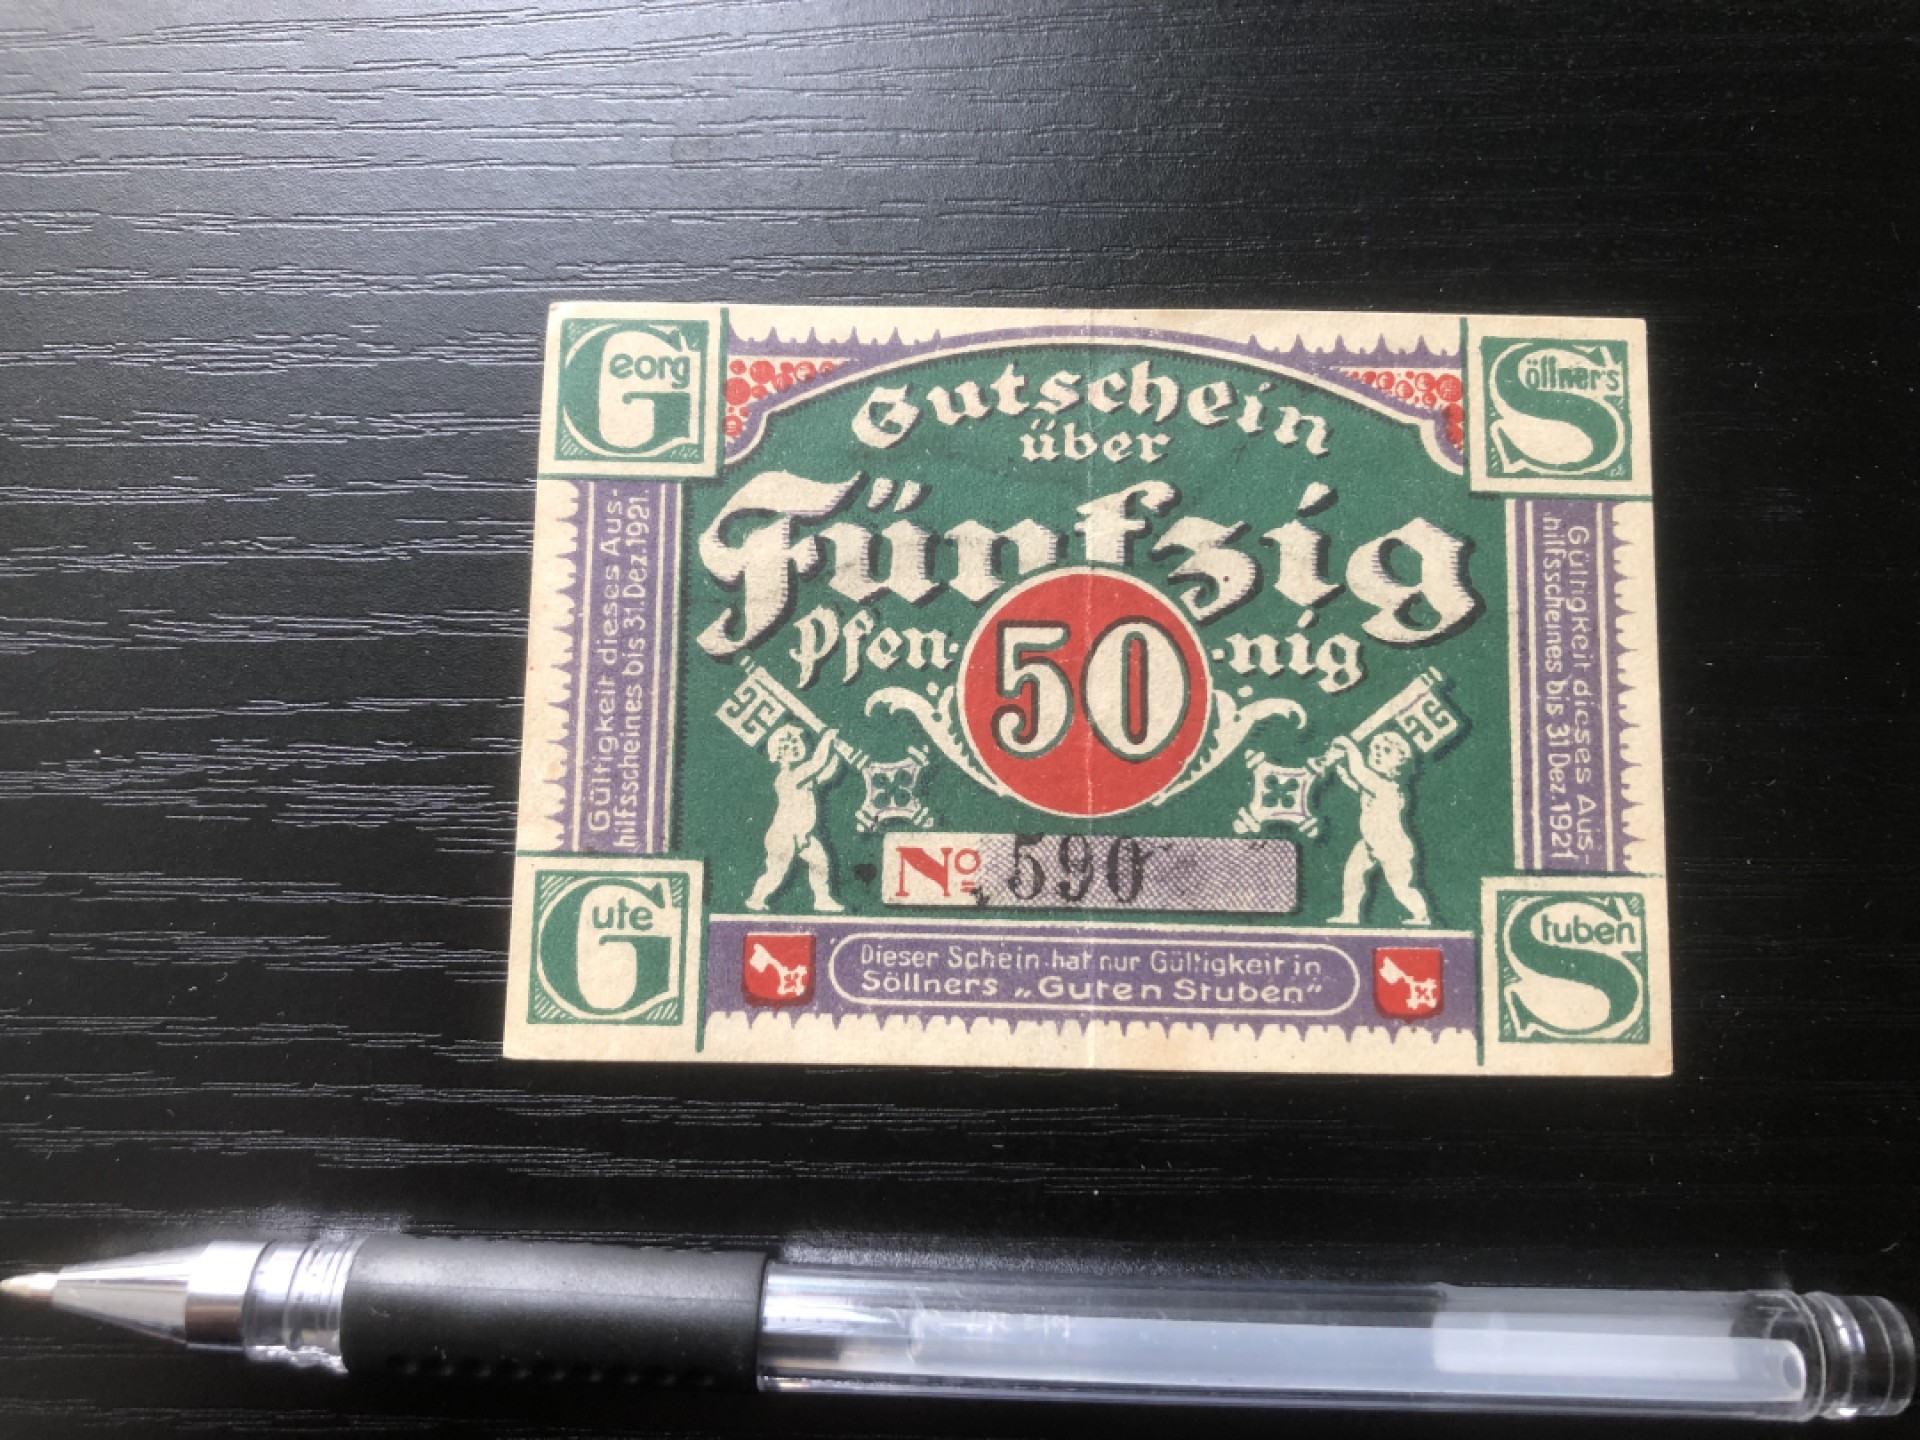 Georg
Söllner's
Gutschein
über
Fünfzig
Pfen- 50 -nig
Gültigkeit dieses Aus-
hilfsscheines bis 31. Dez. 1921.
Gültigkeit dieses Aus-
hilfsscheines bis 31 Dez. 1921
No 590
Gute
Stuben
Dieser Schein hat nur Gültigkeit in
Söllners „Guten Stuben"